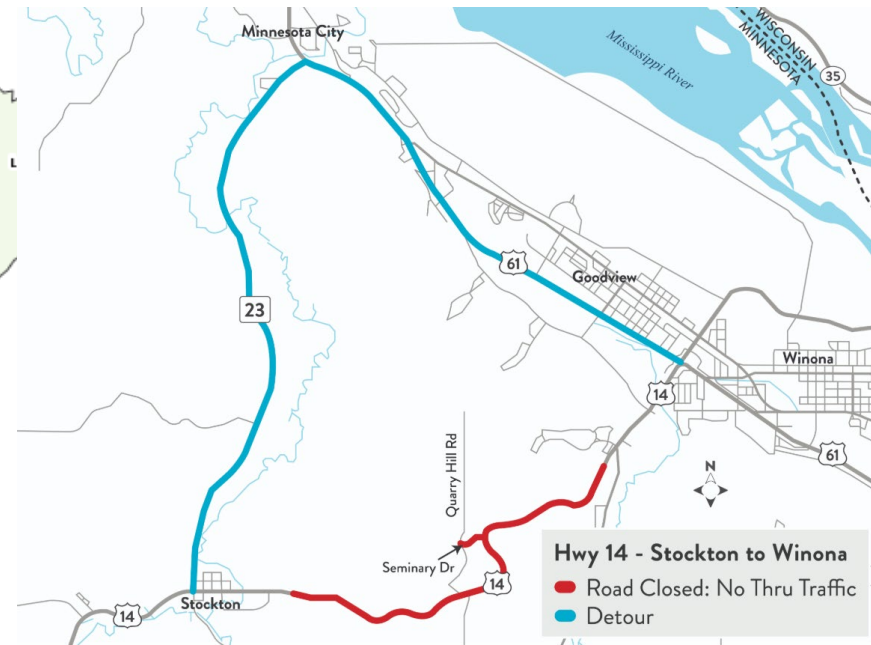 Minnesota City
WISCONSIN
MINNESOTA
35
Mississippi River
L
61
Goodview
23
Winona
14
61
Quarry Hill Rd
N
Seminary Dr
14
Stockton
14
Hwy 14 - Stockton to Winona
Road Closed: No Thru Traffic
Detour